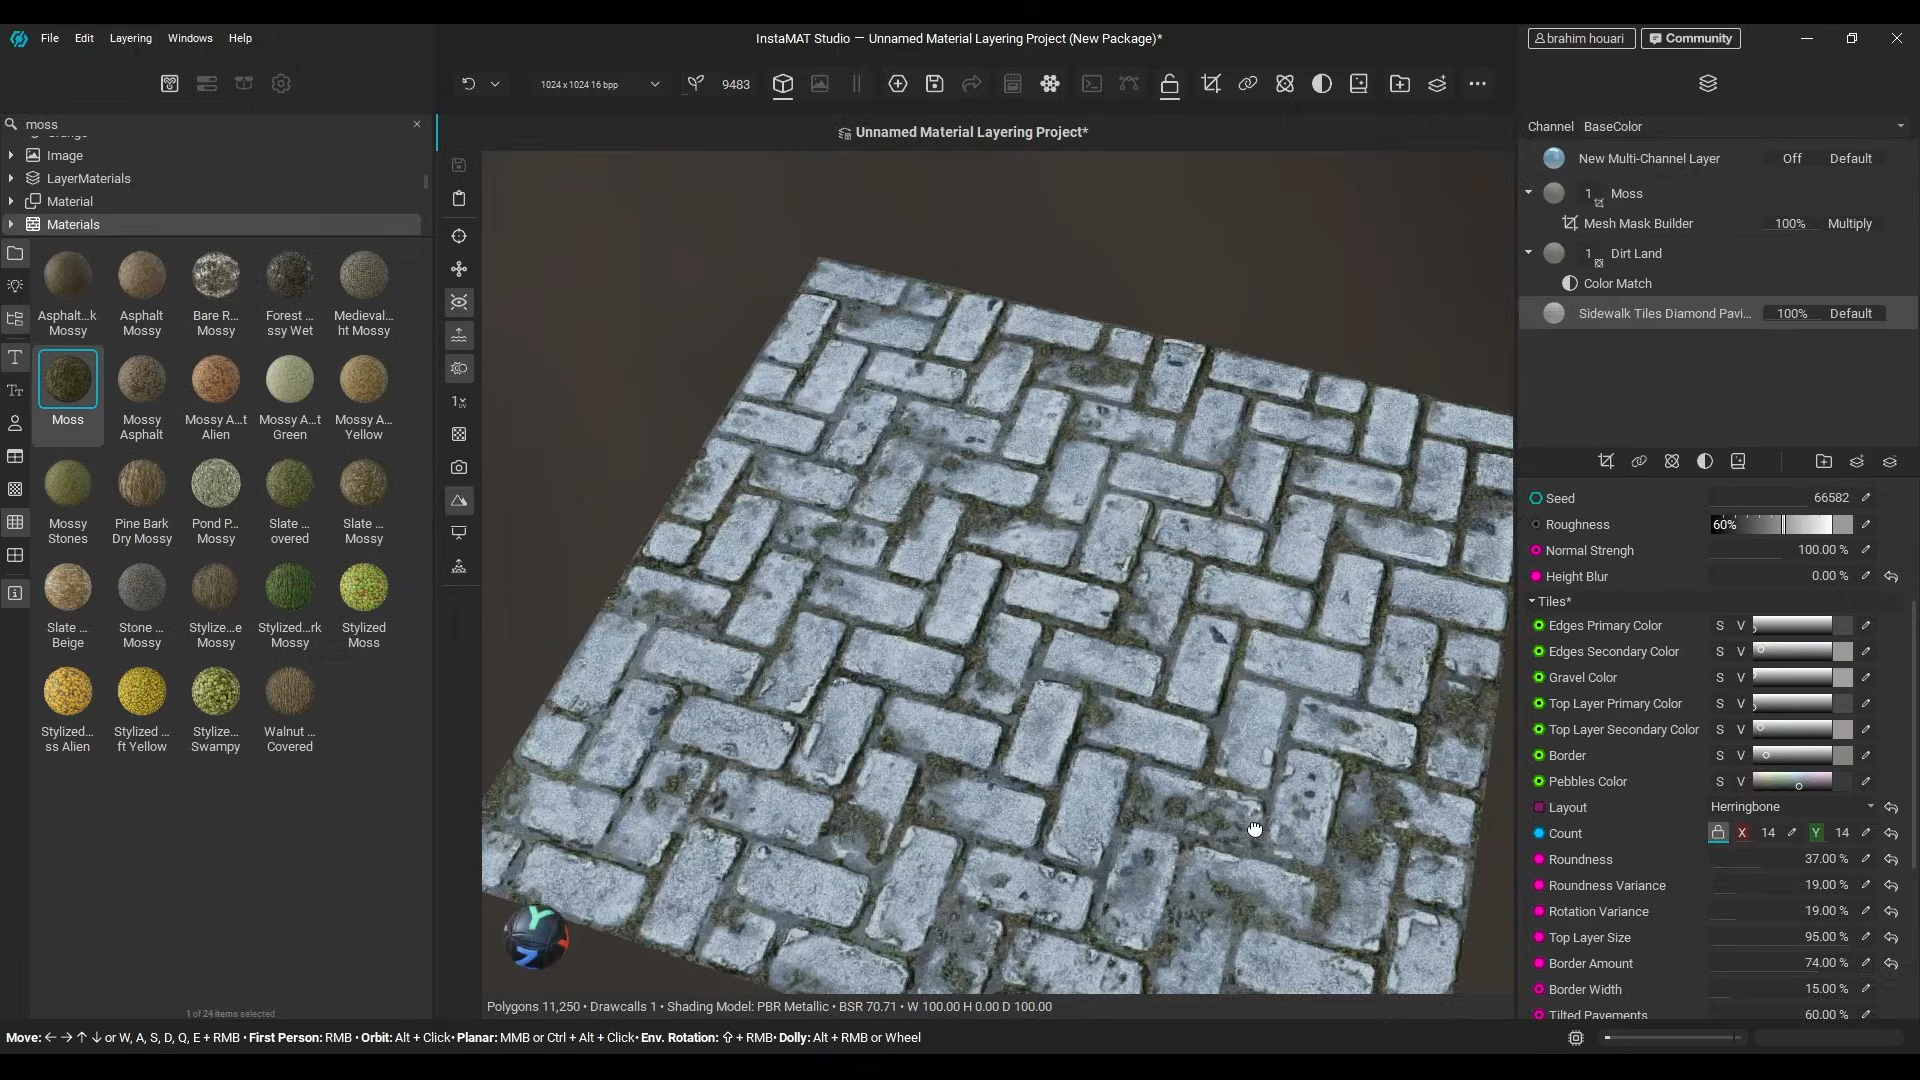 File Edit Layering Windows Help
InstaMAT Studio — Unnamed Material Layering Project (New Package)*
brahim houari
Community
1024 x 1024 16 bpp
9483
moss
Unnamed Material Layering Project*
Image
LayerMaterials
Material
Materials
Asphalt...k Mossy
Asphalt Mossy
Bare R... Mossy
Forest ... ssy Wet
Medieval... ht Mossy
Moss
Mossy Asphalt
Mossy A...t Alien
Mossy A...t Green
Mossy A... Yellow
Mossy Stones
Pine Bark Dry Mossy
Pond P... Mossy
Slate ... overed
Slate ... Mossy
Slate ... Beige
Stone ... Mossy
Stylize...e Mossy
Stylized...rk Mossy
Stylized Moss
Stylized... ss Alien
Stylized ... ft Yellow
Stylize... Swampy
Walnut ... Covered
1 of 24 items selected
Y
Z
Polygons 11,250 • Drawcalls 1 • Shading Model: PBR Metallic • BSR 70.71 • W 100.00 H 0.00 D 100.00
Channel BaseColor
New Multi-Channel Layer Off Default
1 Moss
Mesh Mask Builder 100% Multiply
1 Dirt Land
Color Match
Sidewalk Tiles Diamond Pavi... 100% Default
Seed 66582
Roughness 60%
Normal Strengh 100.00 %
Height Blur 0.00 %
Tiles*
Edges Primary Color S V
Edges Secondary Color S V
Gravel Color S V
Top Layer Primary Color S V
Top Layer Secondary Color S V
Border S V
Pebbles Color S V
Layout Herringbone
Count X 14 Y 14
Roundness 37.00 %
Roundness Variance 19.00 %
Rotation Variance 19.00 %
Top Layer Size 95.00 %
Border Amount 74.00 %
Border Width 15.00 %
Tilted Pavements 60.00 %
Move: ← → ↑ ↓ or W, A, S, D, Q, E + RMB • First Person: RMB • Orbit: Alt + Click • Planar: MMB or Ctrl + Alt + Click • Env. Rotation: ⇧ + RMB • Dolly: Alt + RMB or Wheel